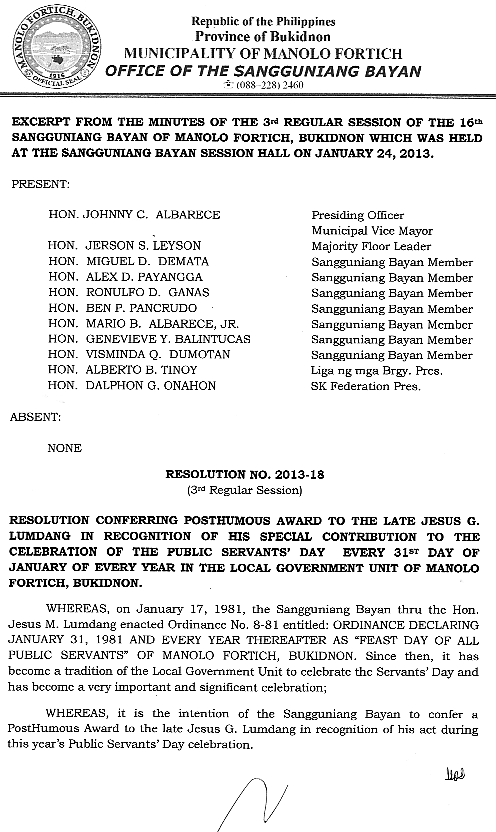 MANOLO FORTICH, BUKIDNON
1914
OFFICIAL SEAL
Republic of the Philippines
Province of Bukidnon
MUNICIPALITY OF MANOLO FORTICH
OFFICE OF THE SANGGUNIANG BAYAN
(088–228) 2460
EXCERPT FROM THE MINUTES OF THE 3rd REGULAR SESSION OF THE 16th
SANGGUNIANG BAYAN OF MANOLO FORTICH, BUKIDNON WHICH WAS HELD
AT THE SANGGUNIANG BAYAN SESSION HALL ON JANUARY 24, 2013.
PRESENT:
HON. JOHNNY C. ALBARECE Presiding Officer
Municipal Vice Mayor
HON. JERSON S. LEYSON Majority Floor Leader
HON. MIGUEL D. DEMATA Sangguniang Bayan Member
HON. ALEX D. PAYANGGA Sangguniang Bayan Member
HON. RONULFO D. GANAS Sangguniang Bayan Member
HON. BEN P. PANCRUDO Sangguniang Bayan Member
HON. MARIO B. ALBARECE, JR. Sangguniang Bayan Member
HON. GENEVIEVE Y. BALINTUCAS Sangguniang Bayan Member
HON. VISMINDA Q. DUMOTAN Sangguniang Bayan Member
HON. ALBERTO B. TINOY Liga ng mga Brgy. Pres.
HON. DALPHON G. ONAHON SK Federation Pres.
ABSENT:
NONE
RESOLUTION NO. 2013-18
(3rd Regular Session)
RESOLUTION CONFERRING POSTHUMOUS AWARD TO THE LATE JESUS G.
LUMDANG IN RECOGNITION OF HIS SPECIAL CONTRIBUTION TO THE
CELEBRATION OF THE PUBLIC SERVANTS' DAY EVERY 31ST DAY OF
JANUARY OF EVERY YEAR IN THE LOCAL GOVERNMENT UNIT OF MANOLO
FORTICH, BUKIDNON.
WHEREAS, on January 17, 1981, the Sangguniang Bayan thru the Hon.
Jesus M. Lumdang enacted Ordinance No. 8-81 entitled: ORDINANCE DECLARING
JANUARY 31, 1981 AND EVERY YEAR THEREAFTER AS "FEAST DAY OF ALL
PUBLIC SERVANTS" OF MANOLO FORTICH, BUKIDNON. Since then, it has
become a tradition of the Local Government Unit to celebrate the Servants' Day and
has become a very important and significant celebration;
WHEREAS, it is the intention of the Sangguniang Bayan to confer a
PostHumous Award to the late Jesus G. Lumdang in recognition of his act during
this year's Public Servants' Day celebration.